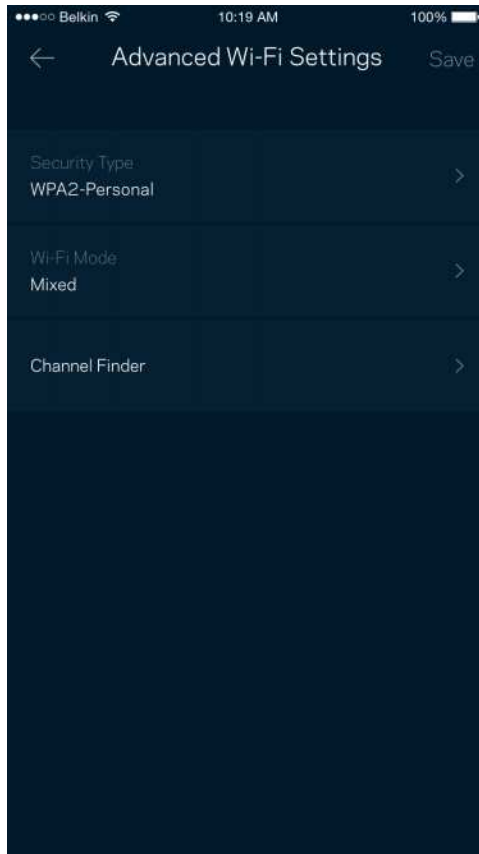 Belkin 10:19 AM 100%
Advanced Wi-Fi Settings Save
Security Type
WPA2-Personal
Wi-Fi Mode
Mixed
Channel Finder